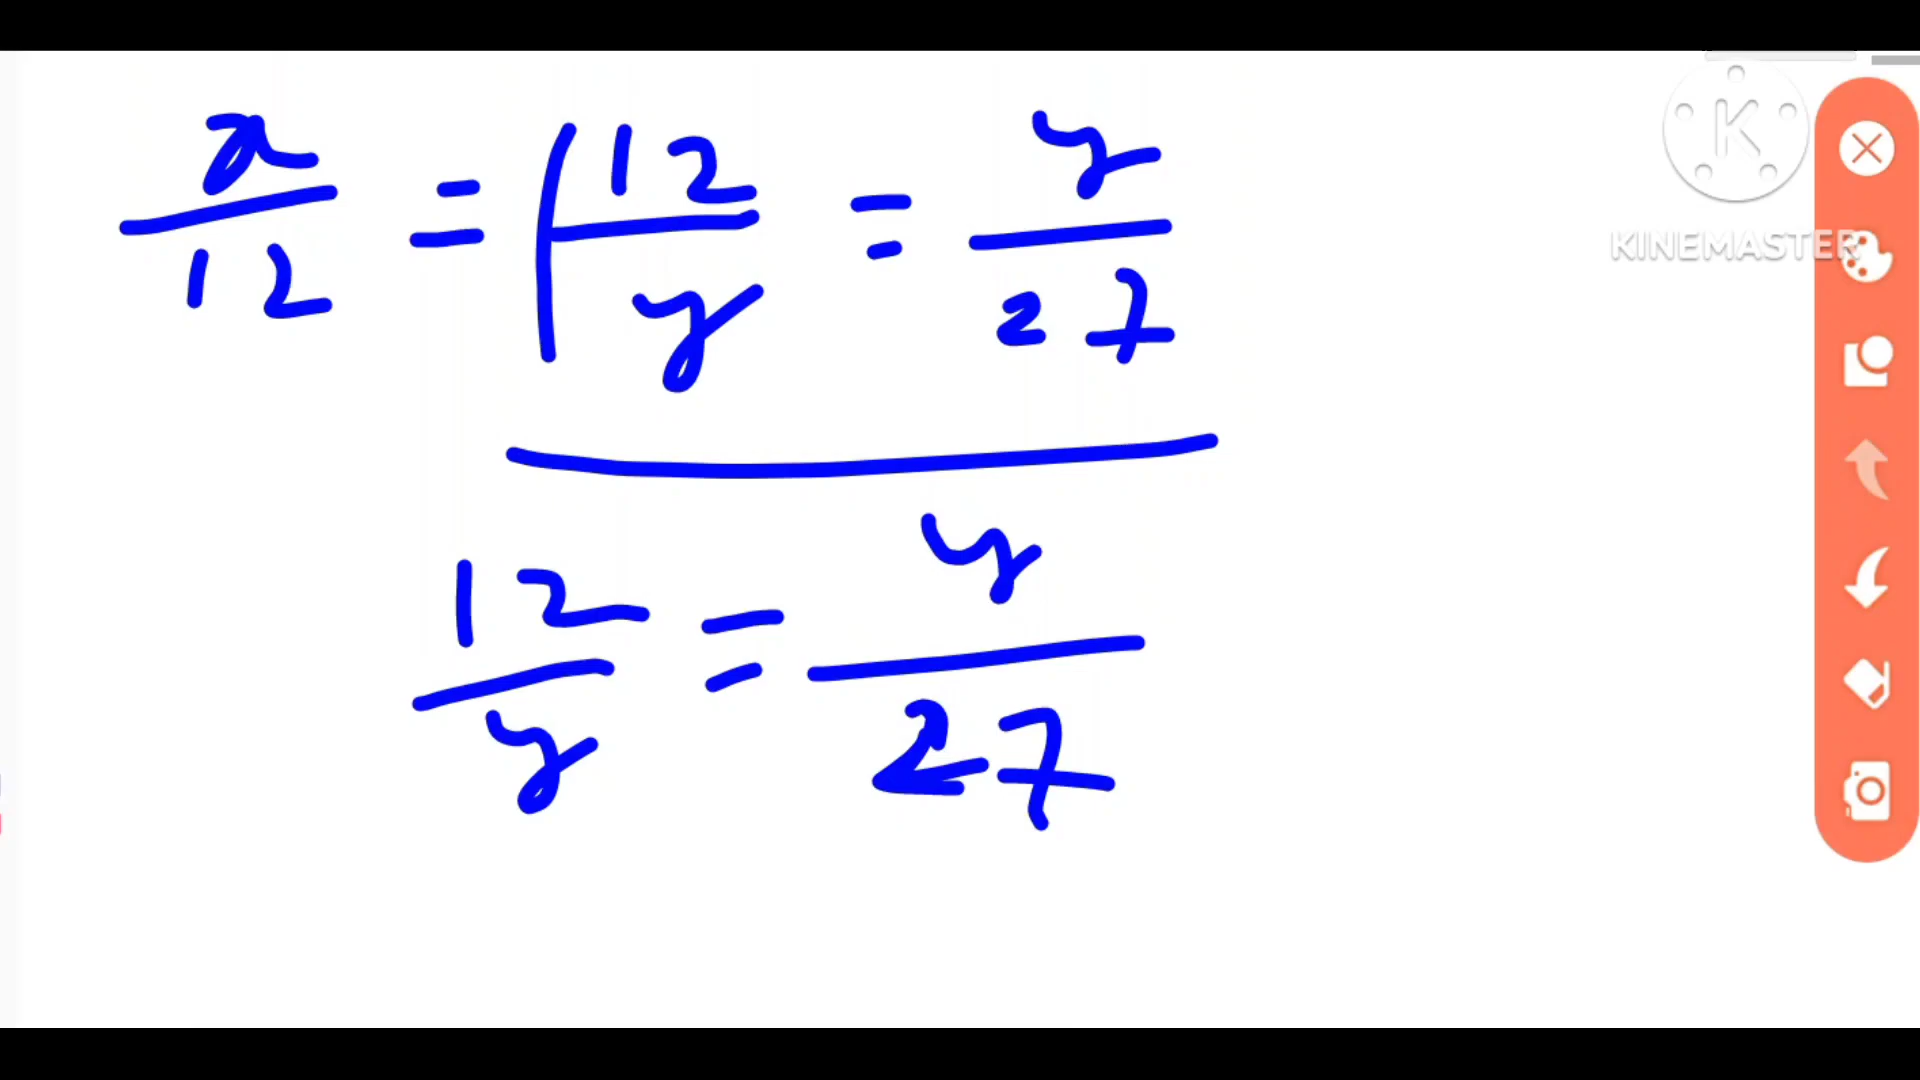 x/12 = | 12/y = y/27
12/y = y/27
K
KINEMASTER